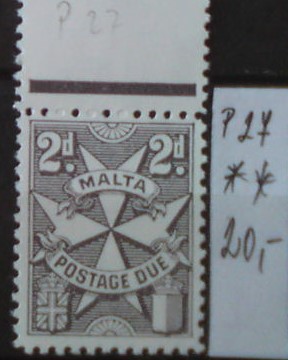 P 27
2d. 2d.
MALTA
POSTAGE DUE
P 27
**
20,-